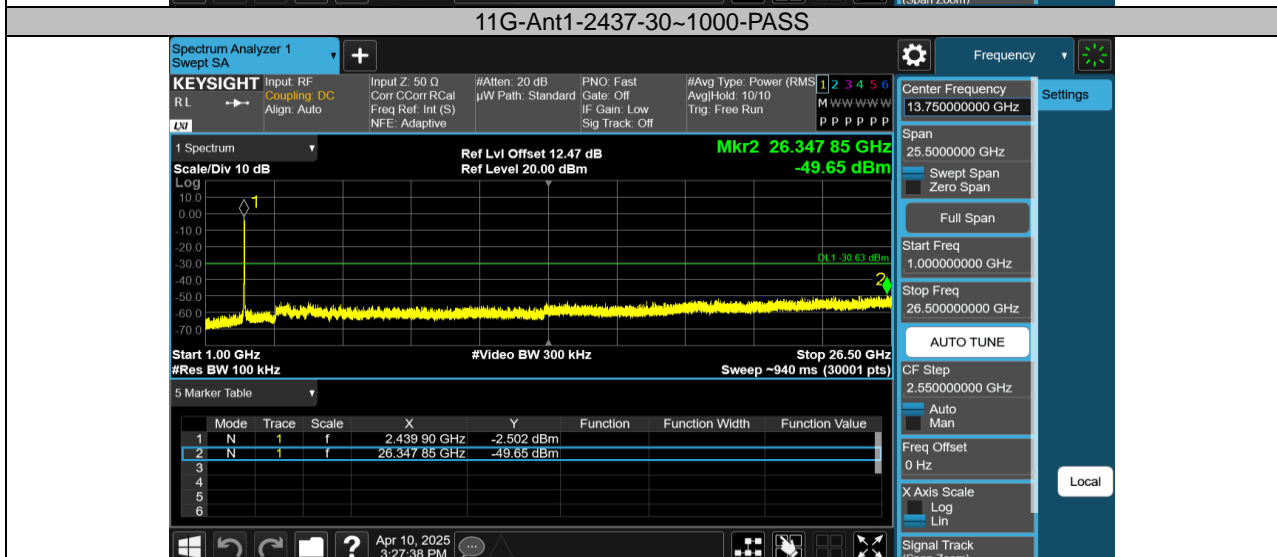 (Span Zoom)
11G-Ant1-2437-30~1000-PASS
Spectrum Analyzer 1
Swept SA
Frequency
KEYSIGHT
R L
LXI
Input: RF
Coupling: DC
Align: Auto
Input Z: 50 Ω
Corr CCorr RCal
Freq Ref: Int (S)
NFE: Adaptive
#Atten: 20 dB
µW Path: Standard
PNO: Fast
Gate: Off
IF Gain: Low
Sig Track: Off
#Avg Type: Power (RMS
Avg|Hold: 10/10
Trig: Free Run
1 2 3 4 5 6
M W W W W W
P P P P P P
1 Spectrum
Scale/Div 10 dB
Ref Lvl Offset 12.47 dB
Ref Level 20.00 dBm
Mkr2 26.347 85 GHz
-49.65 dBm
Log
10.0
0.00
-10.0
-20.0
-30.0
-40.0
-50.0
-60.0
-70.0
1
DL1 -30.63 dBm
2
Start 1.00 GHz
#Video BW 300 kHz
Stop 26.50 GHz
#Res BW 100 kHz
Sweep ~940 ms (30001 pts)
5 Marker Table
Mode Trace Scale X Y Function Function Width Function Value
1 N 1 f 2.439 90 GHz -2.502 dBm
2 N 1 f 26.347 85 GHz -49.65 dBm
3
4
5
6
Apr 10, 2025
3:27:38 PM
Center Frequency
13.750000000 GHz
Settings
Span
25.5000000 GHz
Swept Span
Zero Span
Full Span
Start Freq
1.000000000 GHz
Stop Freq
26.500000000 GHz
AUTO TUNE
CF Step
2.550000000 GHz
Auto
Man
Freq Offset
0 Hz
Local
X Axis Scale
Log
Lin
Signal Track
(Span Zoom)